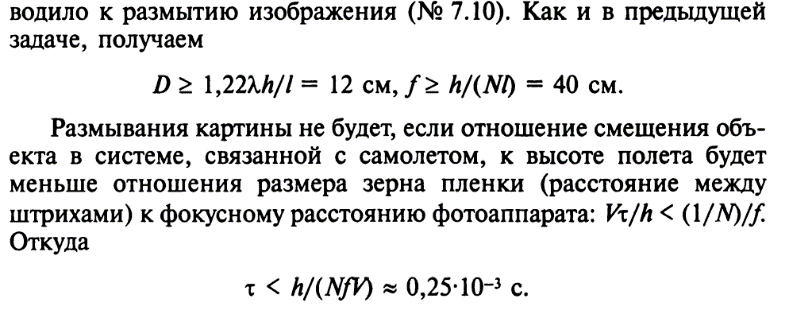 водило к размытию изображения (№ 7.10). Как и в предыдущей
задаче, получаем
D ≥ 1,22λh/l = 12 см, f ≥ h/(Nl) = 40 см.
Размывания картины не будет, если отношение смещения объ-
екта в системе, связанной с самолетом, к высоте полета будет
меньше отношения размера зерна пленки (расстояние между
штрихами) к фокусному расстоянию фотоаппарата: Vτ/h < (1/N)/f.
Откуда
τ < h/(NfV) ≈ 0,25·10⁻³ с.